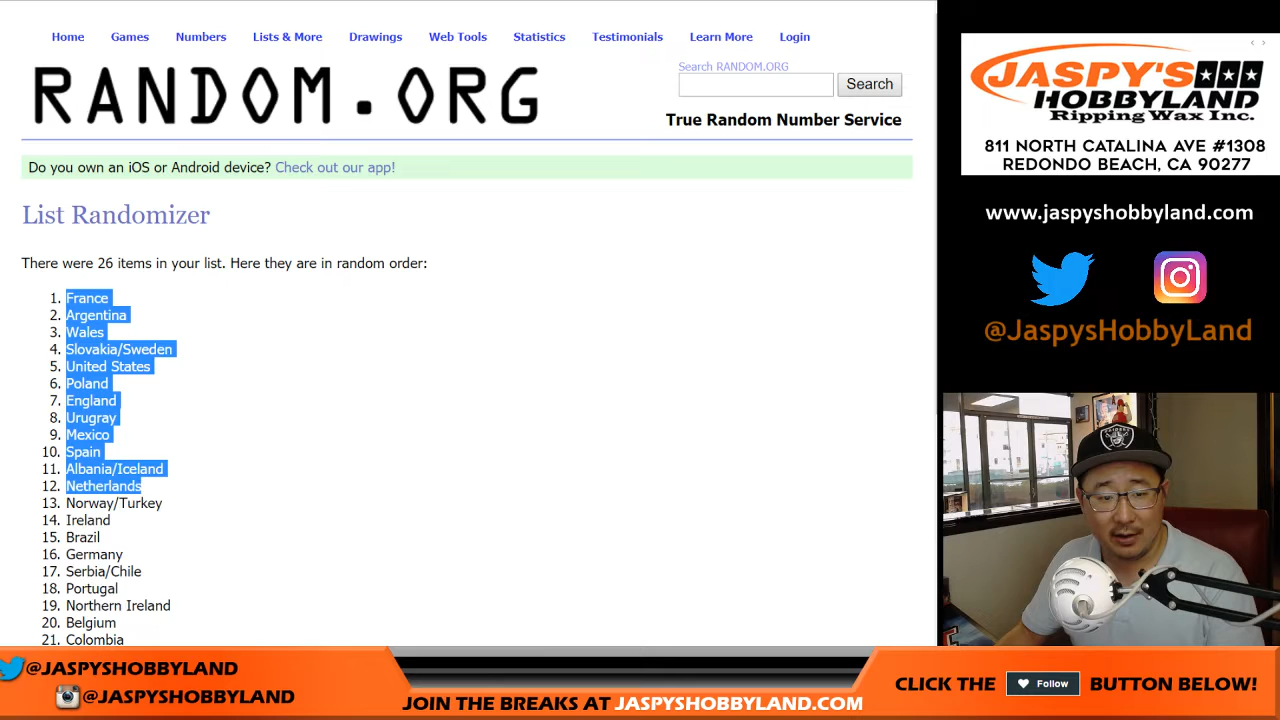 Home Games Numbers Lists & More Drawings Web Tools Statistics Testimonials Learn More Login
RANDOM.ORG
Search RANDOM.ORG
Search
True Random Number Service
Do you own an iOS or Android device? Check out our app!
List Randomizer
There were 26 items in your list. Here they are in random order:
1. France
2. Argentina
3. Wales
4. Slovakia/Sweden
5. United States
6. Poland
7. England
8. Urugray
9. Mexico
10. Spain
11. Albania/Iceland
12. Netherlands
13. Norway/Turkey
14. Ireland
15. Brazil
16. Germany
17. Serbia/Chile
18. Portugal
19. Northern Ireland
20. Belgium
21. Colombia
JASPY'S
HOBBYLAND
Ripping Wax Inc.
811 NORTH CATALINA AVE #1308
REDONDO BEACH, CA 90277
www.jaspyshobbyland.com
@JaspysHobbyLand
RAIDERS
@JASPYSHOBBYLAND
@JASPYSHOBBYLAND
JOIN THE BREAKS AT JASPYSHOBBYLAND.COM
CLICK THE Follow BUTTON BELOW!